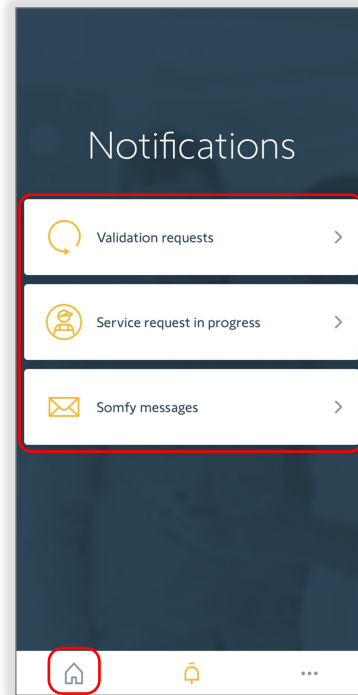 Notifications
Validation requests
Service request in progress
Somfy messages